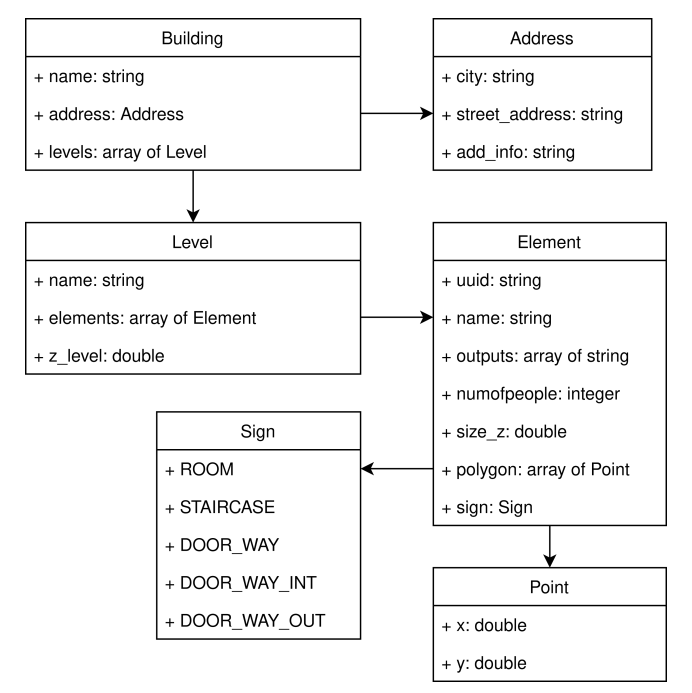 Building
+ name: string
+ address: Address
+ levels: array of Level
Address
+ city: string
+ street_address: string
+ add_info: string
Level
+ name: string
+ elements: array of Element
+ z_level: double
Element
+ uuid: string
+ name: string
+ outputs: array of string
+ numofpeople: integer
+ size_z: double
+ polygon: array of Point
+ sign: Sign
Sign
+ ROOM
+ STAIRCASE
+ DOOR_WAY
+ DOOR_WAY_INT
+ DOOR_WAY_OUT
Point
+ x: double
+ y: double